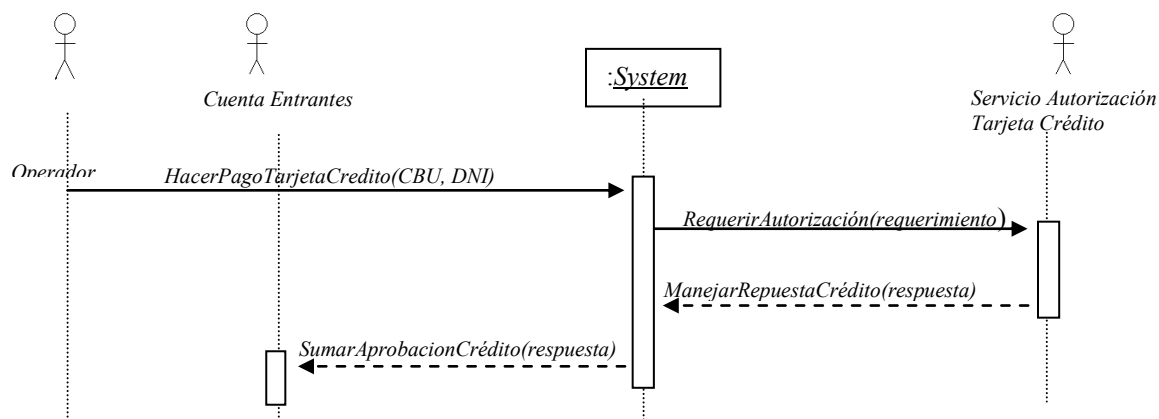 :System
Cuenta Entrantes
Servicio Autorización
Tarjeta Crédito
Operador
HacerPagoTarjetaCredito(CBU, DNI)
RequerirAutorización(requerimiento)
ManejarRepuestaCrédito(respuesta)
SumarAprobacionCrédito(respuesta)